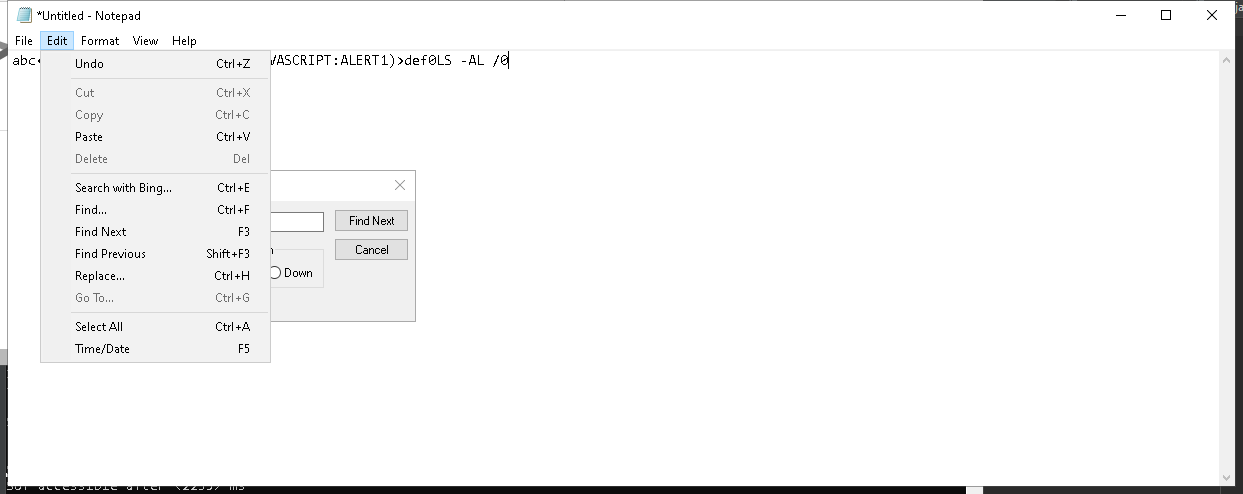 *Untitled - Notepad
File Edit Format View Help
abc<
VASCRIPT:ALERT1)>def0LS -AL /0
Undo Ctrl+Z
Cut Ctrl+X
Copy Ctrl+C
Paste Ctrl+V
Delete Del
Search with Bing... Ctrl+E
Find... Ctrl+F
Find Next F3
Find Previous Shift+F3
Replace... Ctrl+H
Go To... Ctrl+G
Select All Ctrl+A
Time/Date F5
Find Next
Cancel
Down